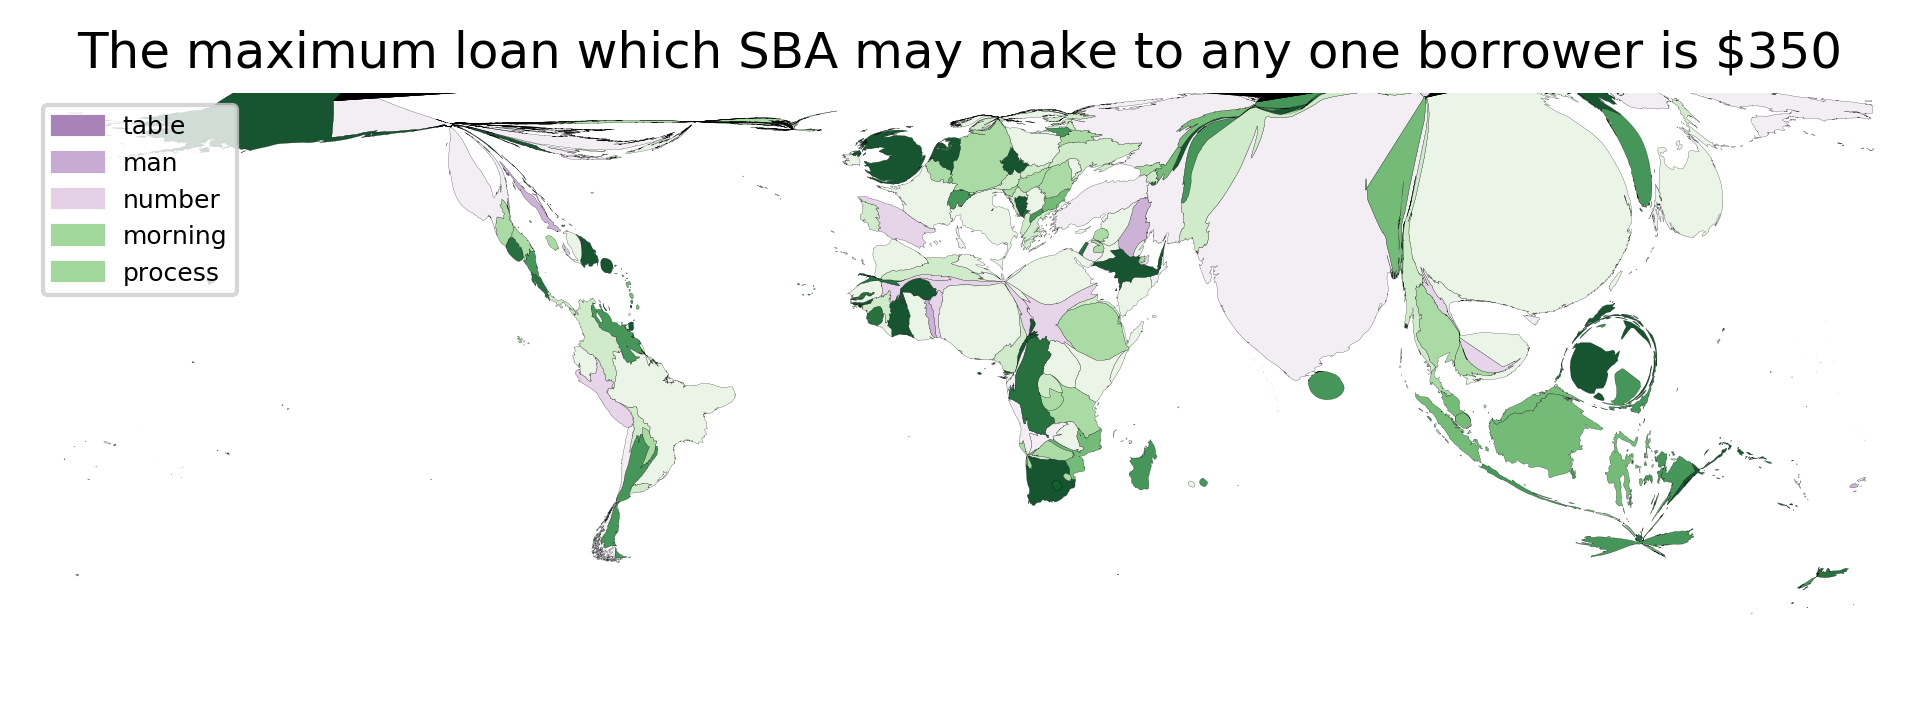 The maximum loan which SBA may make to any one borrower is $350
table
man
number
morning
process